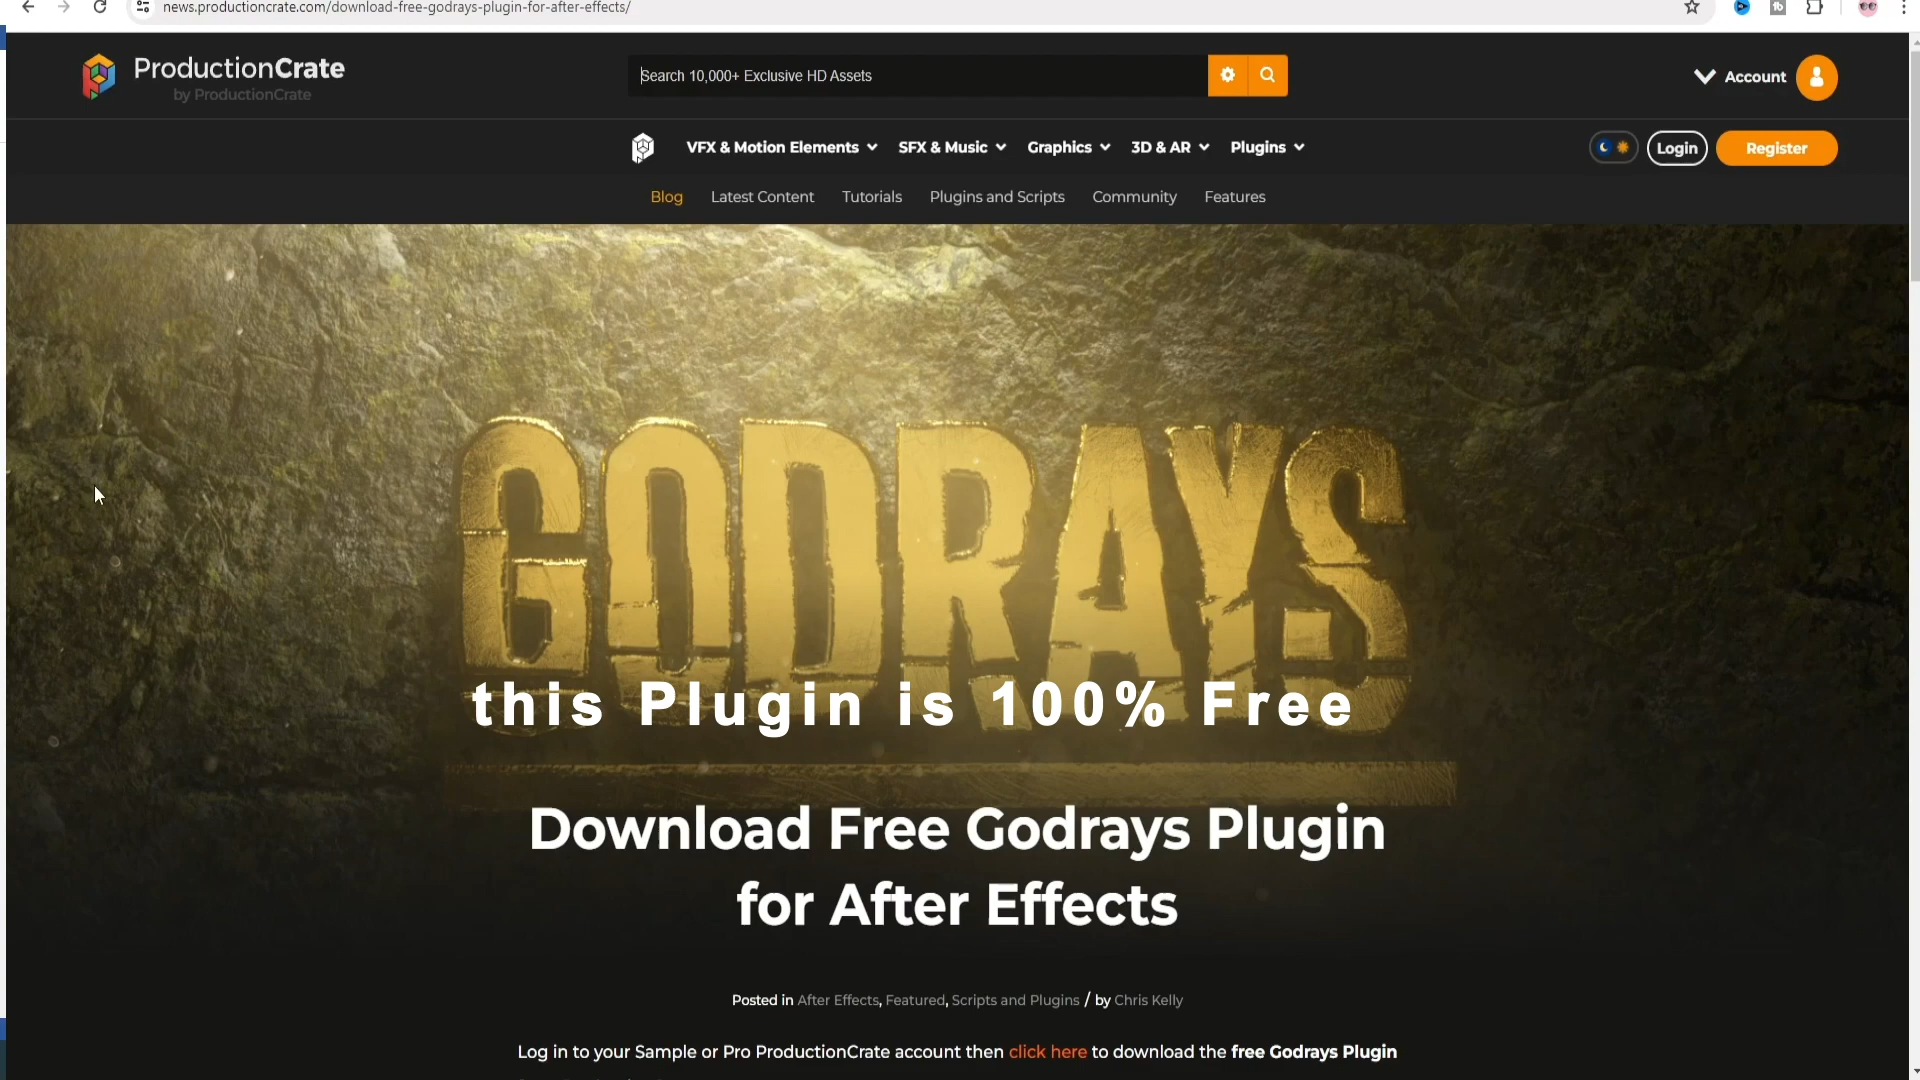 news.productioncrate.com/download-free-godrays-plugin-for-after-effects/
ProductionCrate
by ProductionCrate
Search 10,000+ Exclusive HD Assets
Account
VFX & Motion Elements
SFX & Music
Graphics
3D & AR
Plugins
Login
Register
Blog
Latest Content
Tutorials
Plugins and Scripts
Community
Features
GODRAYS
this Plugin is 100% Free
Download Free Godrays Plugin
for After Effects
Posted in After Effects, Featured, Scripts and Plugins / by Chris Kelly
Log in to your Sample or Pro ProductionCrate account then click here to download the free Godrays Plugin